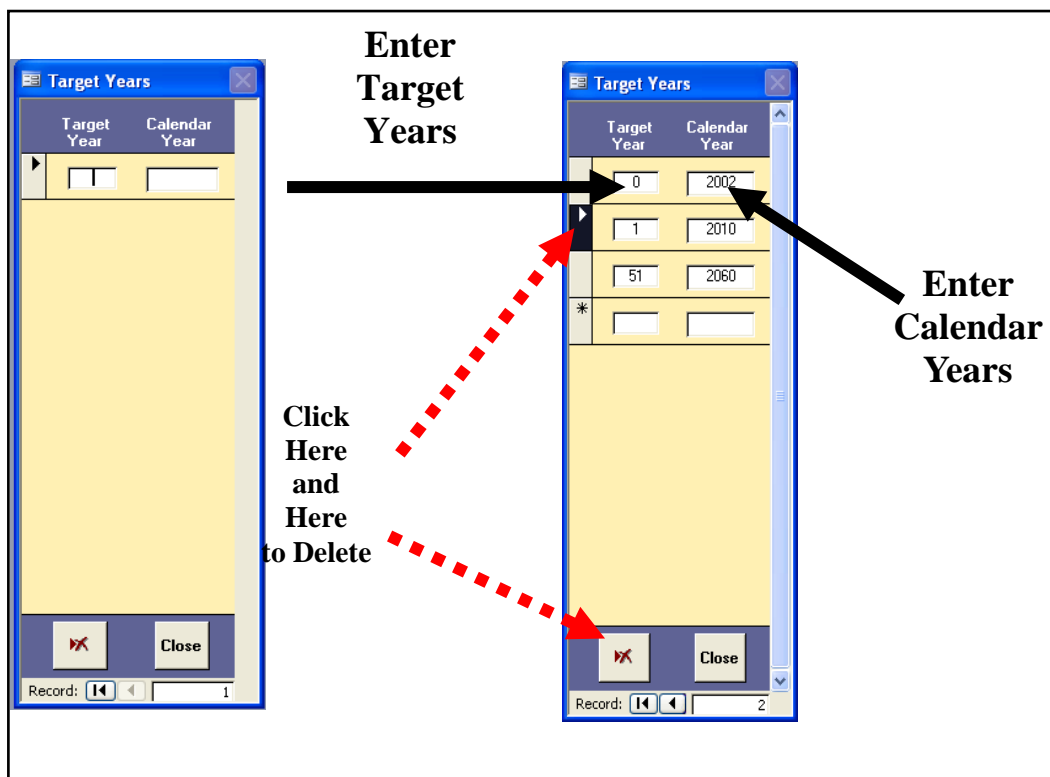 Enter
Target
Years
Target Years
Target Year
Calendar Year
Close
Record: 1
Target Years
Target Year
Calendar Year
0 2002
1 2010
51 2060
*
Close
Record: 2
Enter
Calendar
Years
Click
Here
and
Here
to Delete